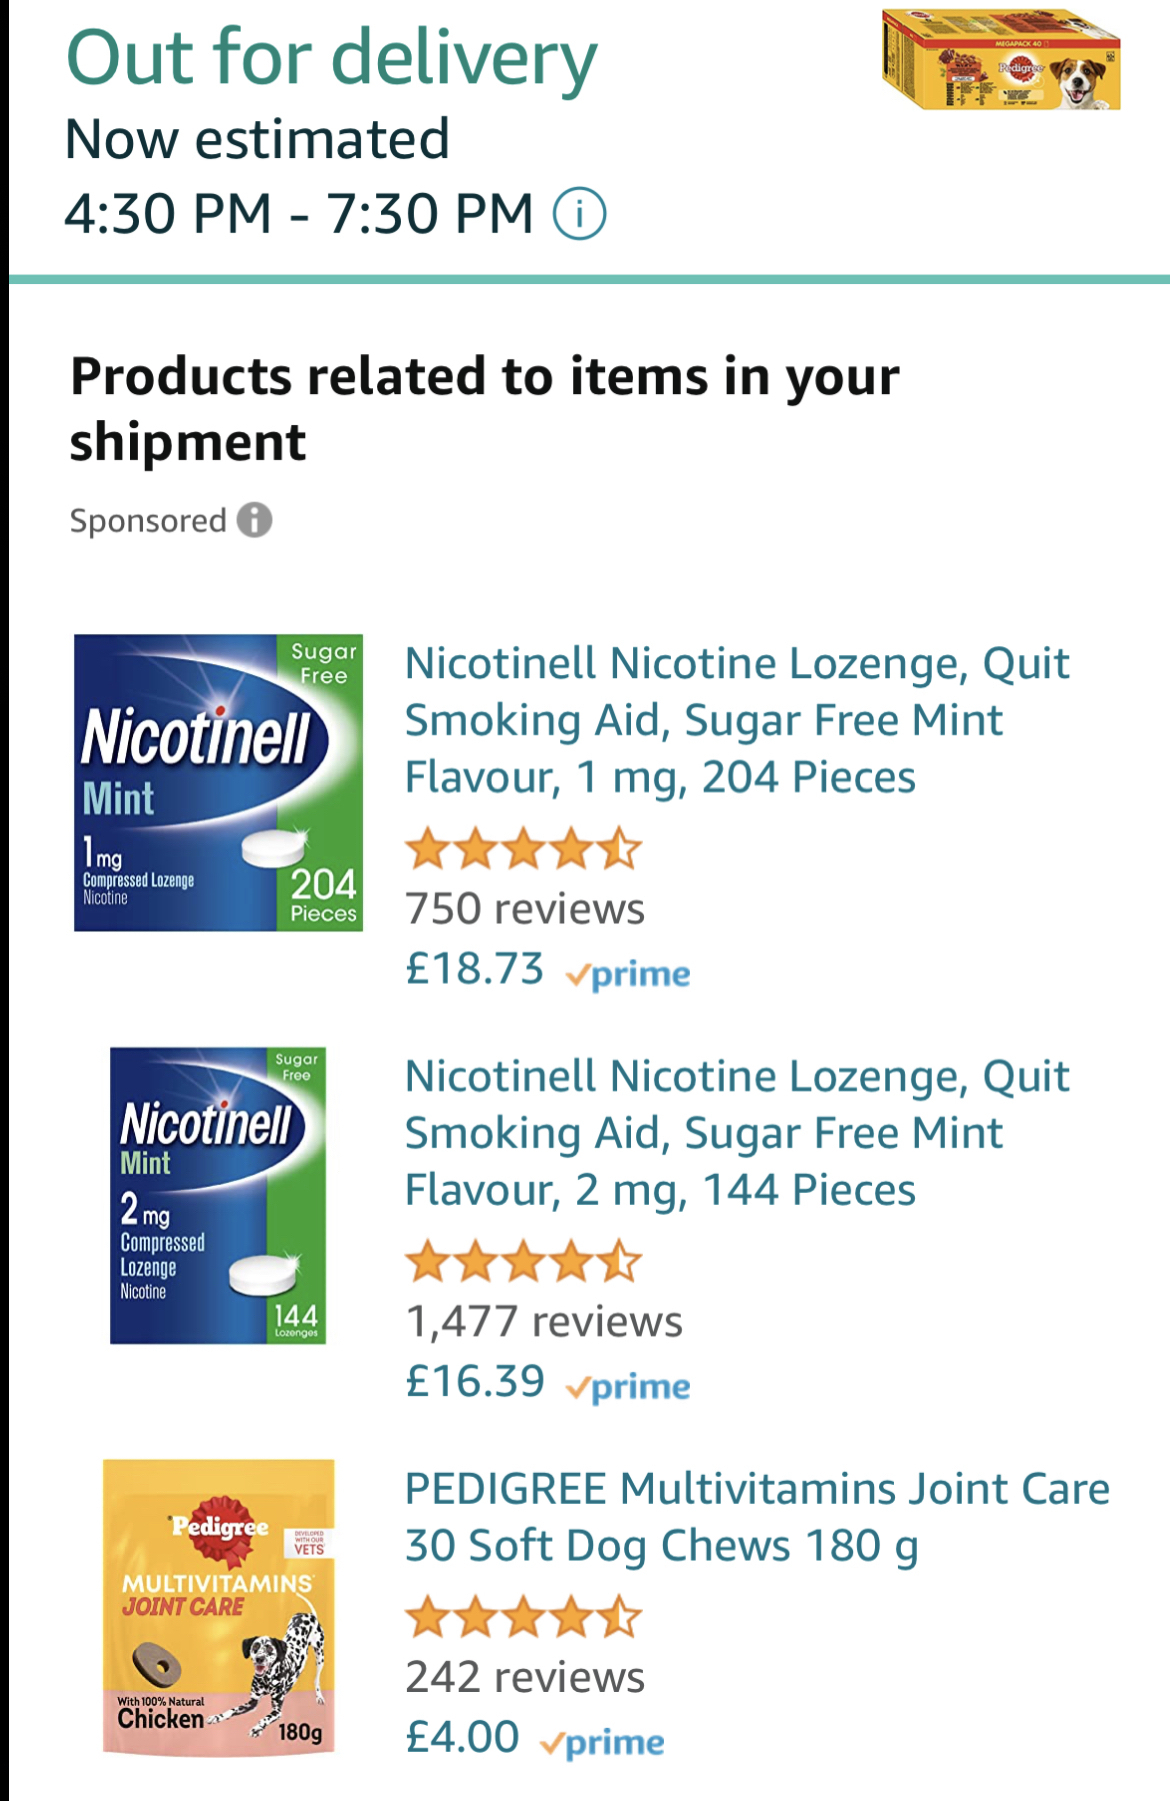 Out for delivery
Now estimated
4:30 PM - 7:30 PM
MEGAPACK 40
Pedigree
Products related to items in your
shipment
Sponsored
Sugar
Free
Nicotinell
Mint
1 mg
Compressed Lozenge
Nicotine
204
Pieces
Nicotinell Nicotine Lozenge, Quit
Smoking Aid, Sugar Free Mint
Flavour, 1 mg, 204 Pieces
750 reviews
£18.73 prime
Sugar
Free
Nicotinell
Mint
2 mg
Compressed
Lozenge
Nicotine
144
Lozenges
Nicotinell Nicotine Lozenge, Quit
Smoking Aid, Sugar Free Mint
Flavour, 2 mg, 144 Pieces
1,477 reviews
£16.39 prime
Pedigree
DEVELOPED
WITH OUR
VETS
MULTIVITAMINS
JOINT CARE
With 100% Natural
Chicken
180g
PEDIGREE Multivitamins Joint Care
30 Soft Dog Chews 180 g
242 reviews
£4.00 prime